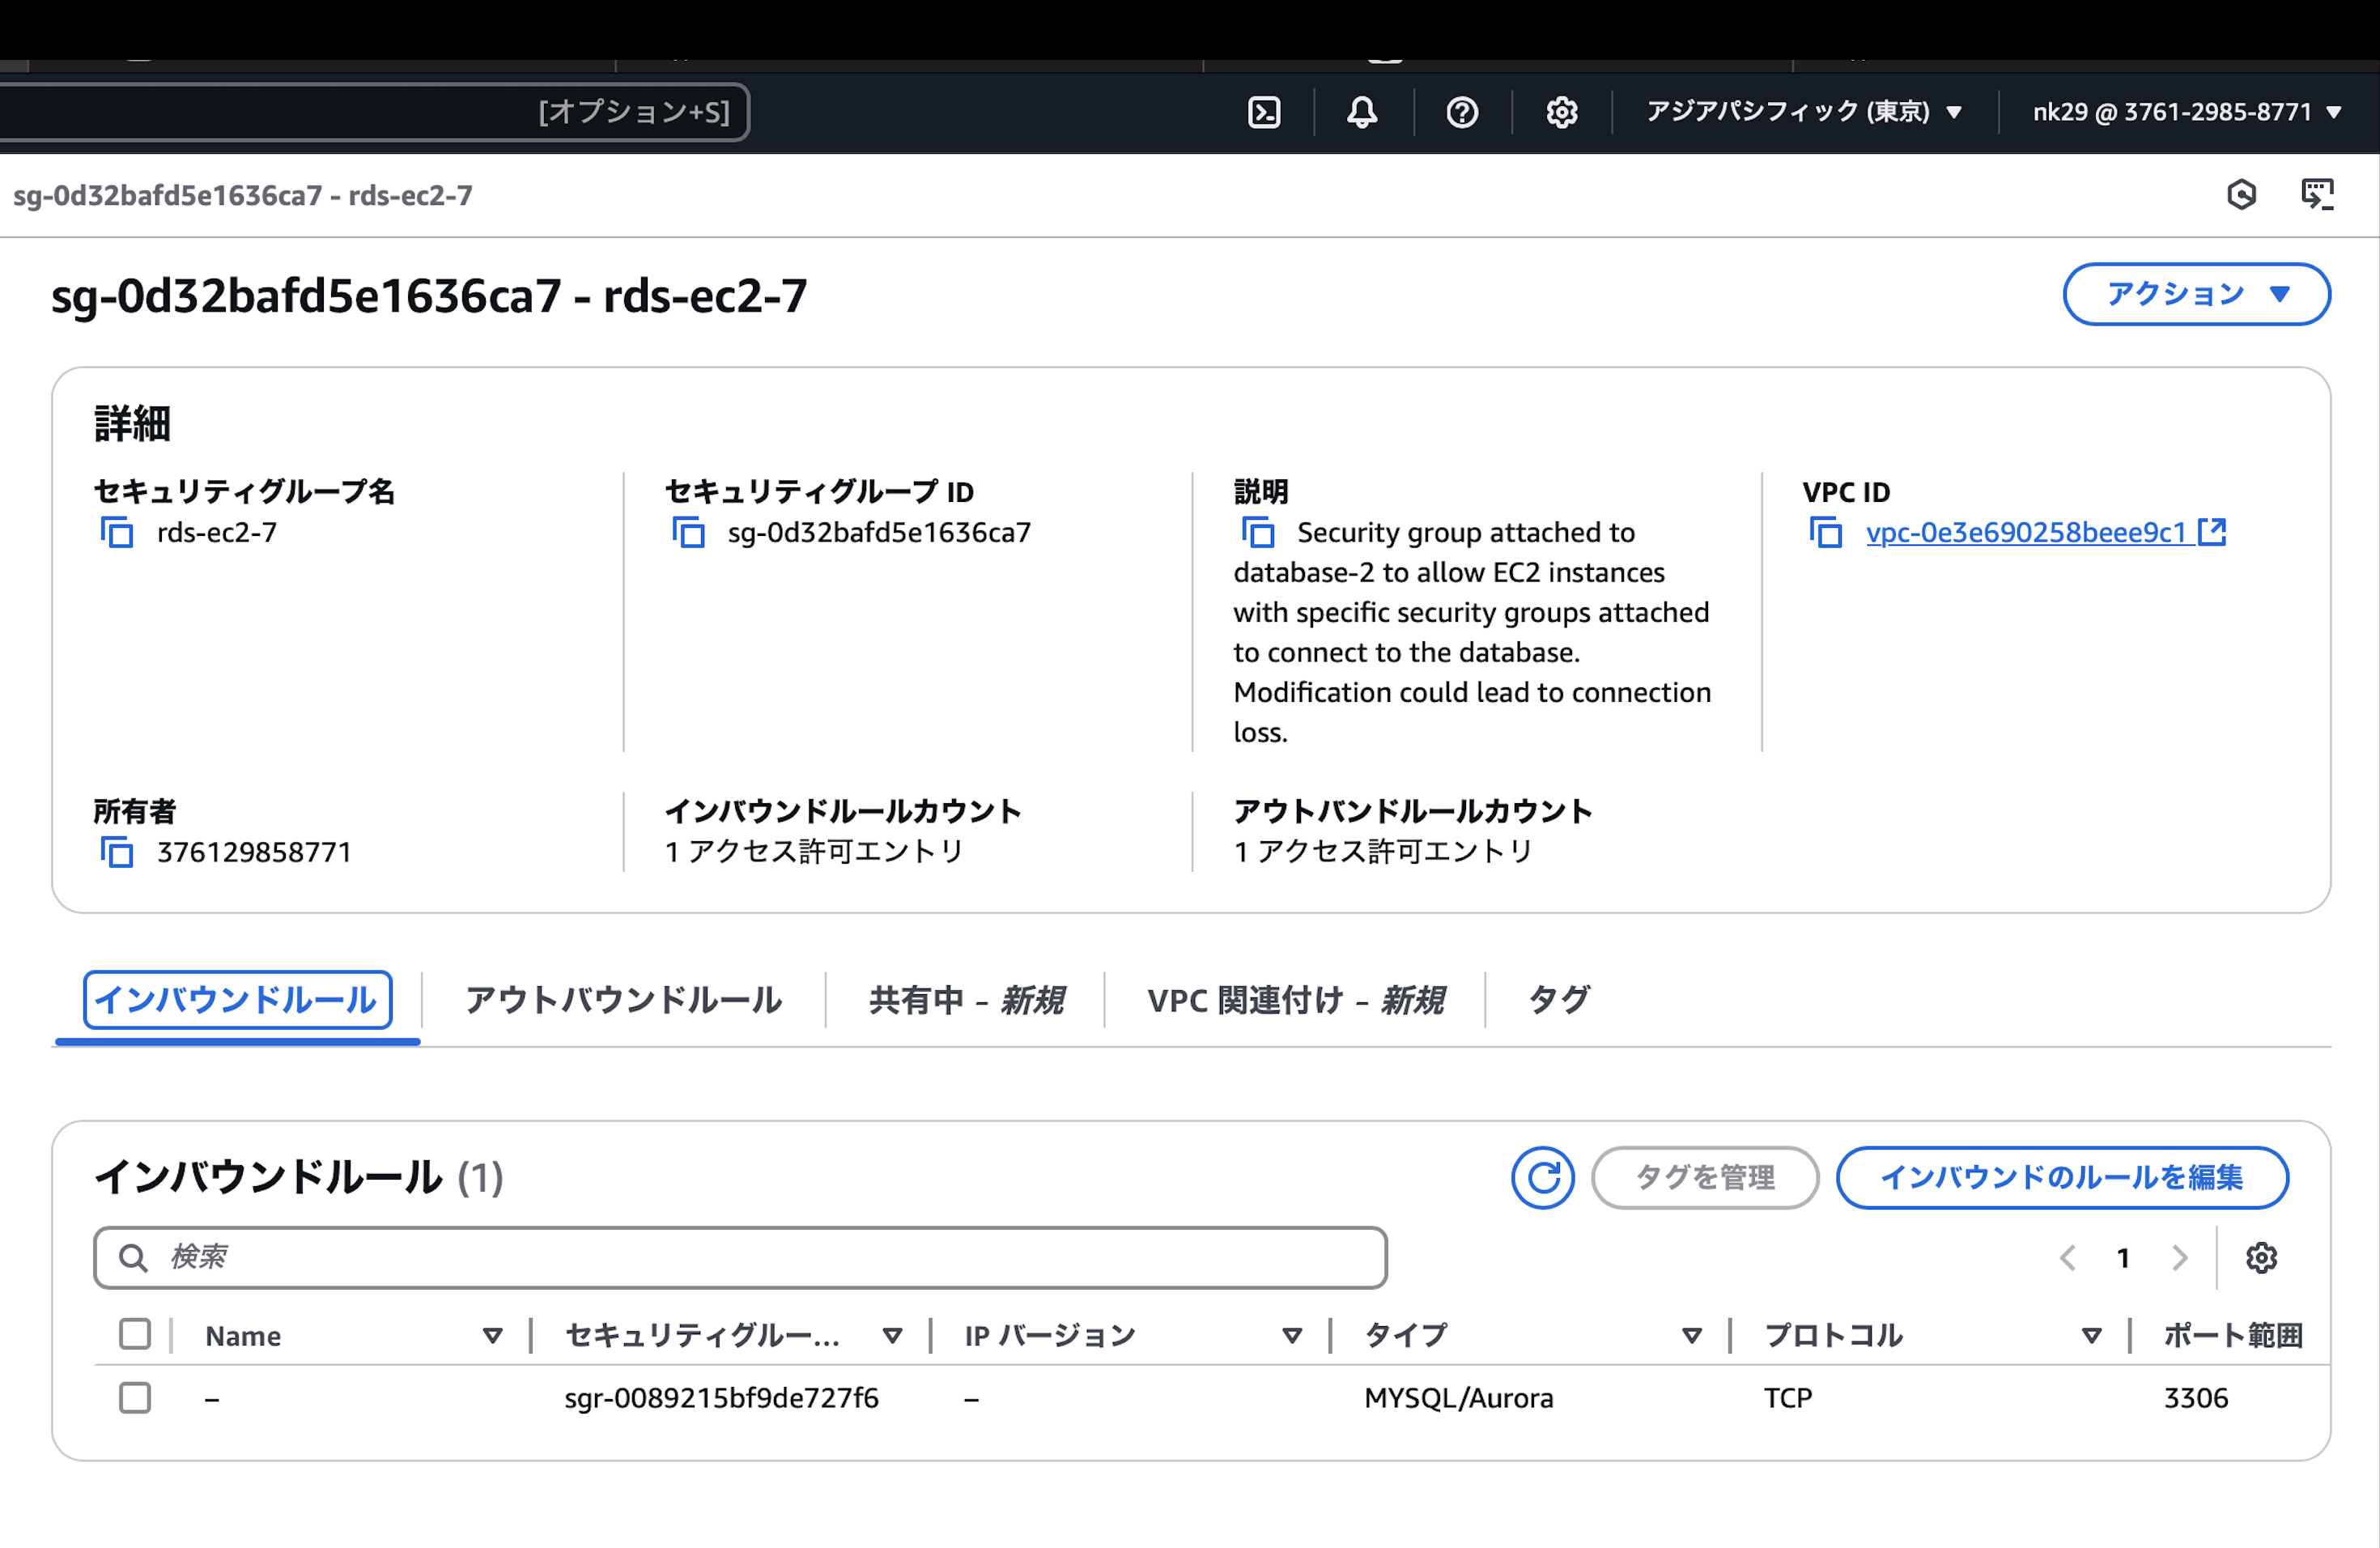 [オプション+S]
アジアパシフィック (東京)
nk29 @ 3761-2985-8771
sg-0d32bafd5e1636ca7 - rds-ec2-7
sg-0d32bafd5e1636ca7 - rds-ec2-7
アクション
詳細
セキュリティグループ名
rds-ec2-7
セキュリティグループ ID
sg-0d32bafd5e1636ca7
説明
Security group attached to
database-2 to allow EC2 instances
with specific security groups attached
to connect to the database.
Modification could lead to connection
loss.
VPC ID
vpc-0e3e690258beee9c1
所有者
376129858771
インバウンドルールカウント
1 アクセス許可エントリ
アウトバンドルールカウント
1 アクセス許可エントリ
インバウンドルール
アウトバウンドルール
共有中 – 新規
VPC 関連付け – 新規
タグ
インバウンドルール (1)
タグを管理
インバウンドのルールを編集
検索
1
Name
セキュリティグルー...
IP バージョン
タイプ
プロトコル
ポート範囲
–
sgr-0089215bf9de727f6
–
MYSQL/Aurora
TCP
3306